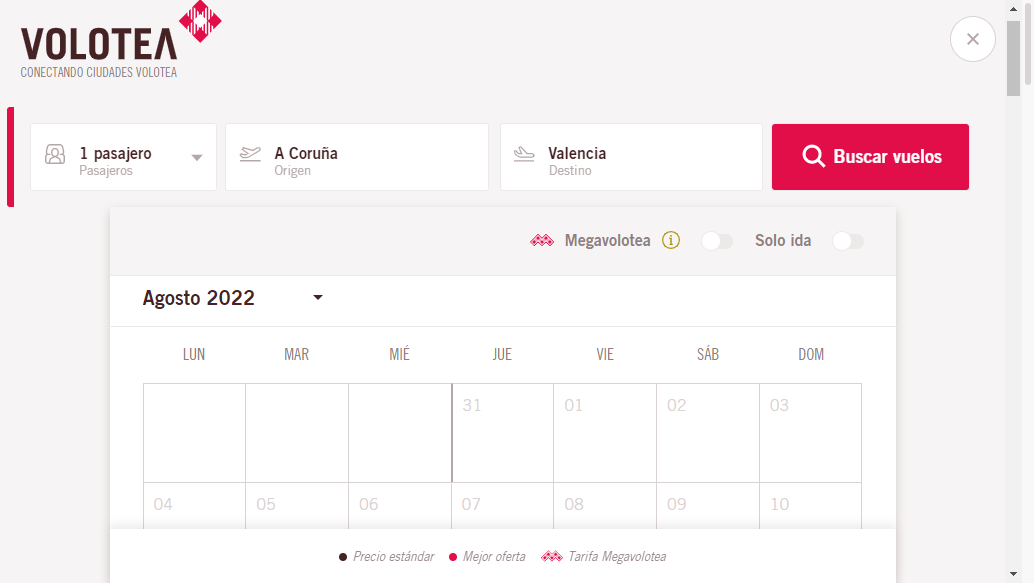 VOLOTEA
CONECTANDO CIUDADES VOLOTEA
1 pasajero
Pasajeros
A Coruña
Origen
Valencia
Destino
Buscar vuelos
Megavolotea
Solo ida
Agosto 2022
LUN MAR MIÉ JUE VIE SÁB DOM
31 01 02 03
04 05 06 07 08 09 10
Precio estándar Mejor oferta Tarifa Megavolotea